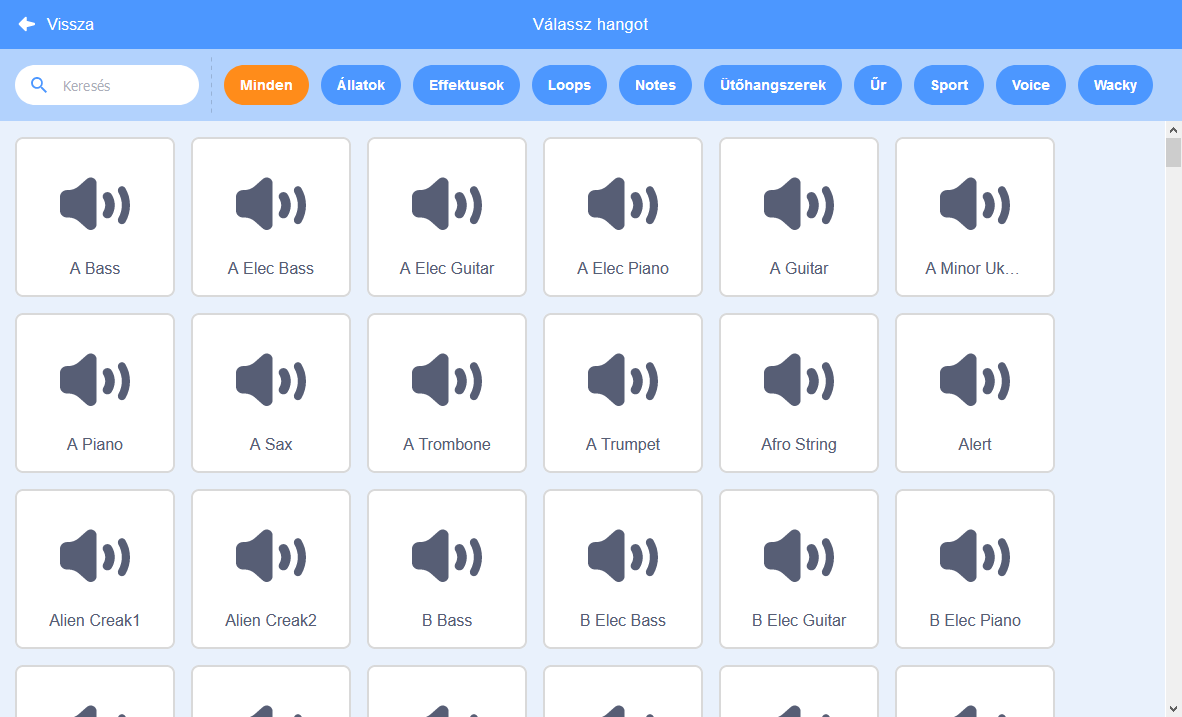 Vissza
Válassz hangot
Keresés
Minden
Állatok
Effektusok
Loops
Notes
Ütőhangszerek
Űr
Sport
Voice
Wacky
A Bass
A Elec Bass
A Elec Guitar
A Elec Piano
A Guitar
A Minor Uk…
A Piano
A Sax
A Trombone
A Trumpet
Afro String
Alert
Alien Creak1
Alien Creak2
B Bass
B Elec Bass
B Elec Guitar
B Elec Piano